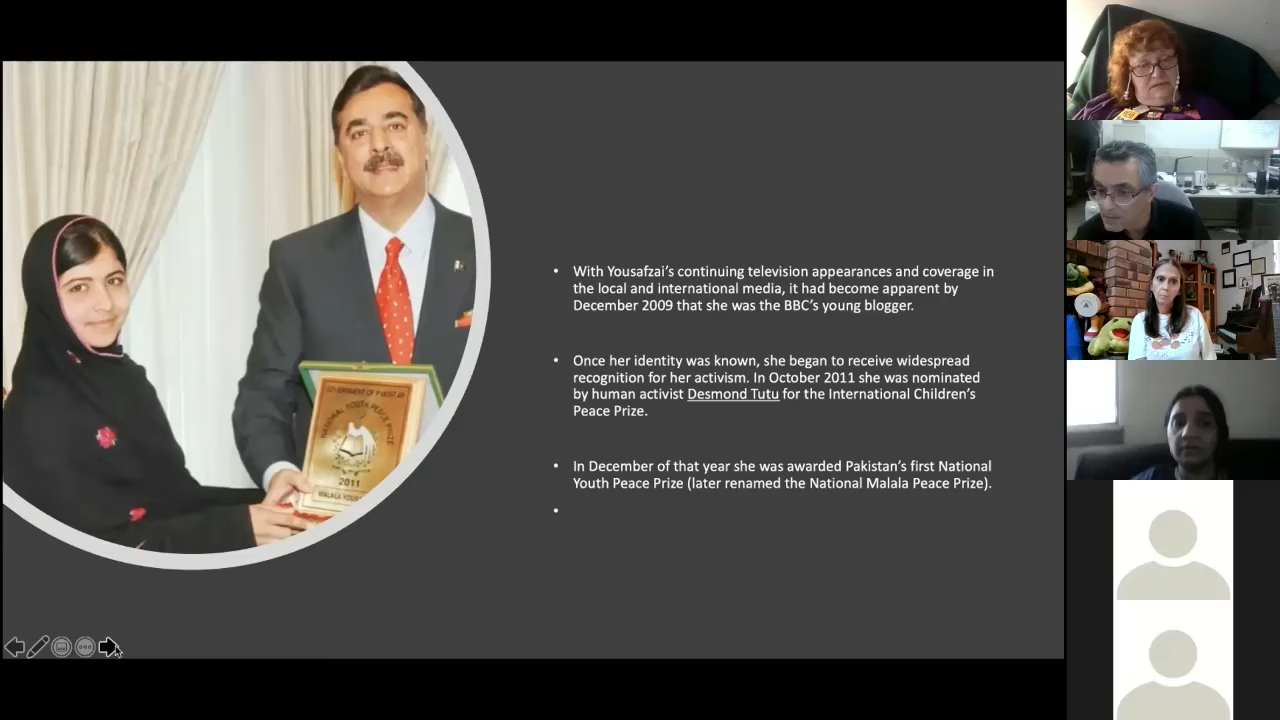 GOVERNMENT OF PAKISTAN
NATIONAL YOUTH PEACE PRIZE
2011
MALALA
• With Yousafzai’s continuing television appearances and coverage in
the local and international media, it had become apparent by
December 2009 that she was the BBC’s young blogger.
• Once her identity was known, she began to receive widespread
recognition for her activism. In October 2011 she was nominated
by human activist Desmond Tutu for the International Children’s
Peace Prize.
• In December of that year she was awarded Pakistan’s first National
Youth Peace Prize (later renamed the National Malala Peace Prize).
•